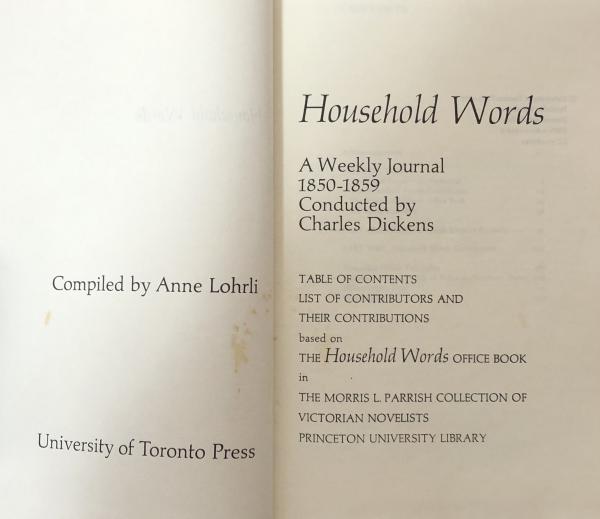 Compiled by Anne Lohrli
University of Toronto Press
Household Words
A Weekly Journal
1850-1859
Conducted by
Charles Dickens
TABLE OF CONTENTS
LIST OF CONTRIBUTORS AND
THEIR CONTRIBUTIONS
based on
THE Household Words OFFICE BOOK
in
THE MORRIS L. PARRISH COLLECTION OF
VICTORIAN NOVELISTS
PRINCETON UNIVERSITY LIBRARY